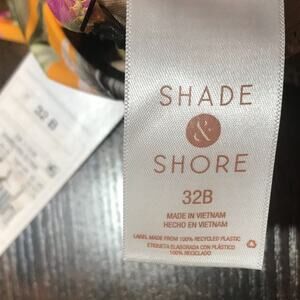 32 B
SHADE
&
SHORE
32B
MADE IN VIETNAM
HECHO EN VIETNAM
LABEL MADE FROM 100% RECYCLED PLASTIC
ETIQUETA ELABORADA CON PLÁSTICO
100% RECICLADO